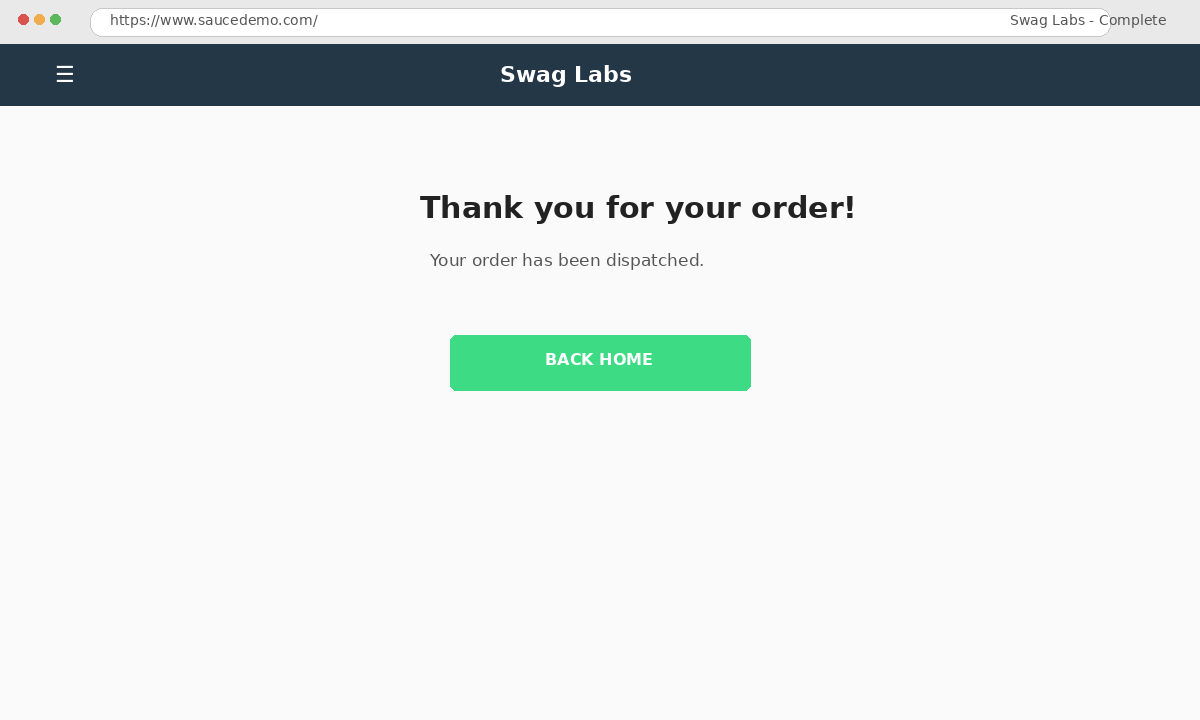 https://www.saucedemo.com/ Swag Labs - Complete
☰ Swag Labs
Thank you for your order!
Your order has been dispatched.
BACK HOME